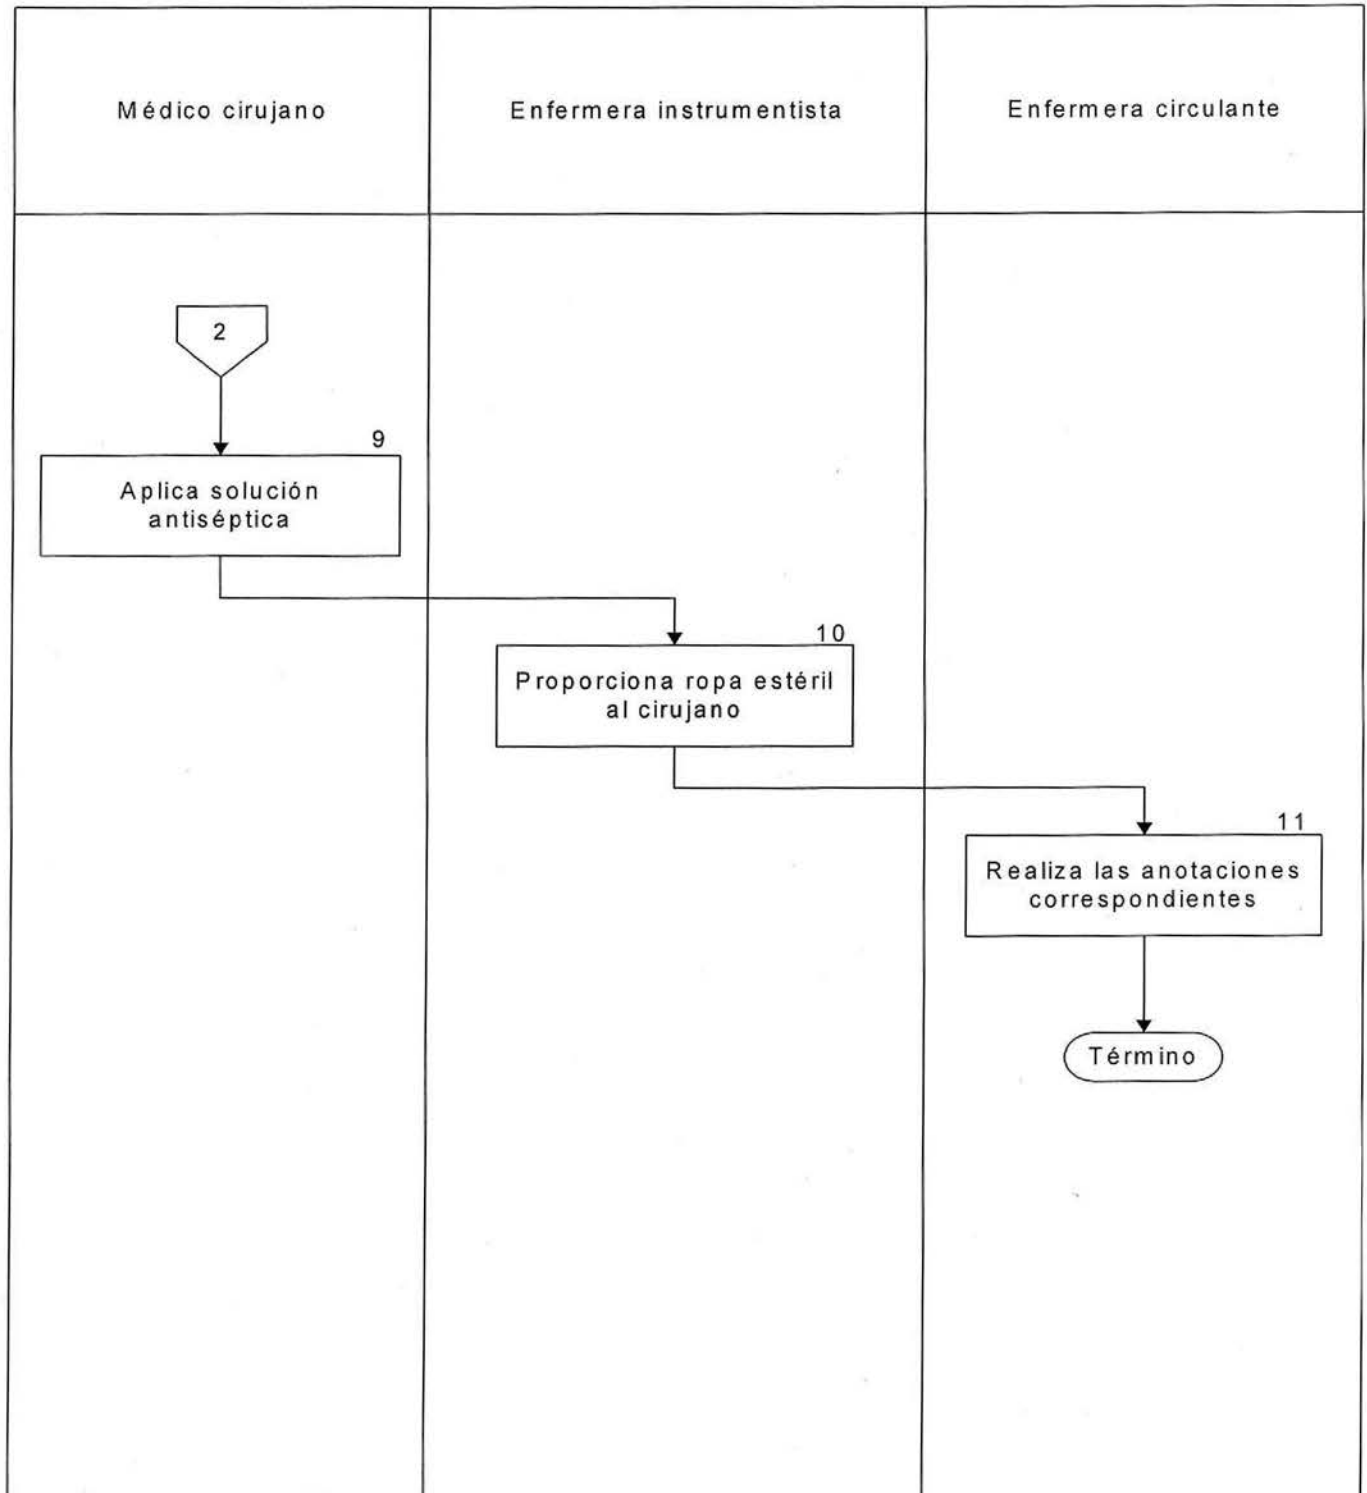 Médico cirujano
Enfermera instrumentista
Enfermera circulante
2
9
Aplica solución
antiséptica
10
Proporciona ropa estéril
al cirujano
11
Realiza las anotaciones
correspondientes
Término